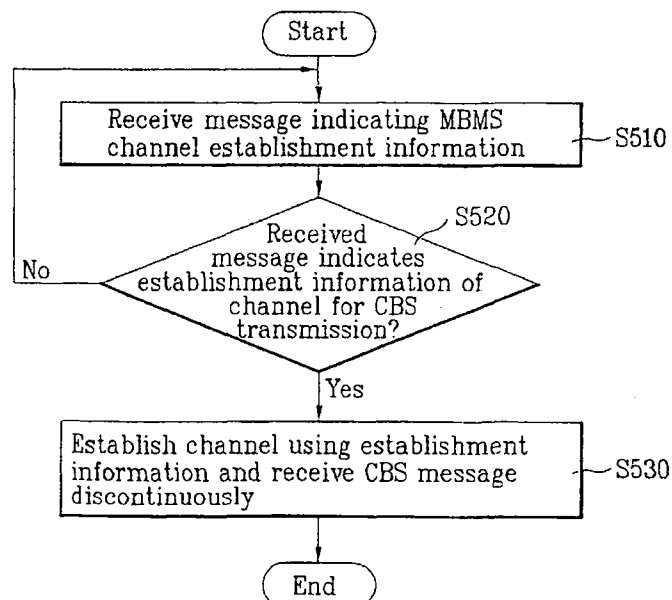 Start
Receive message indicating MBMS
channel establishment information
S510
S520
Received
message indicates
establishment information of
channel for CBS
transmission?
No
Yes
Establish channel using establishment
information and receive CBS message
discontinuously
S530
End